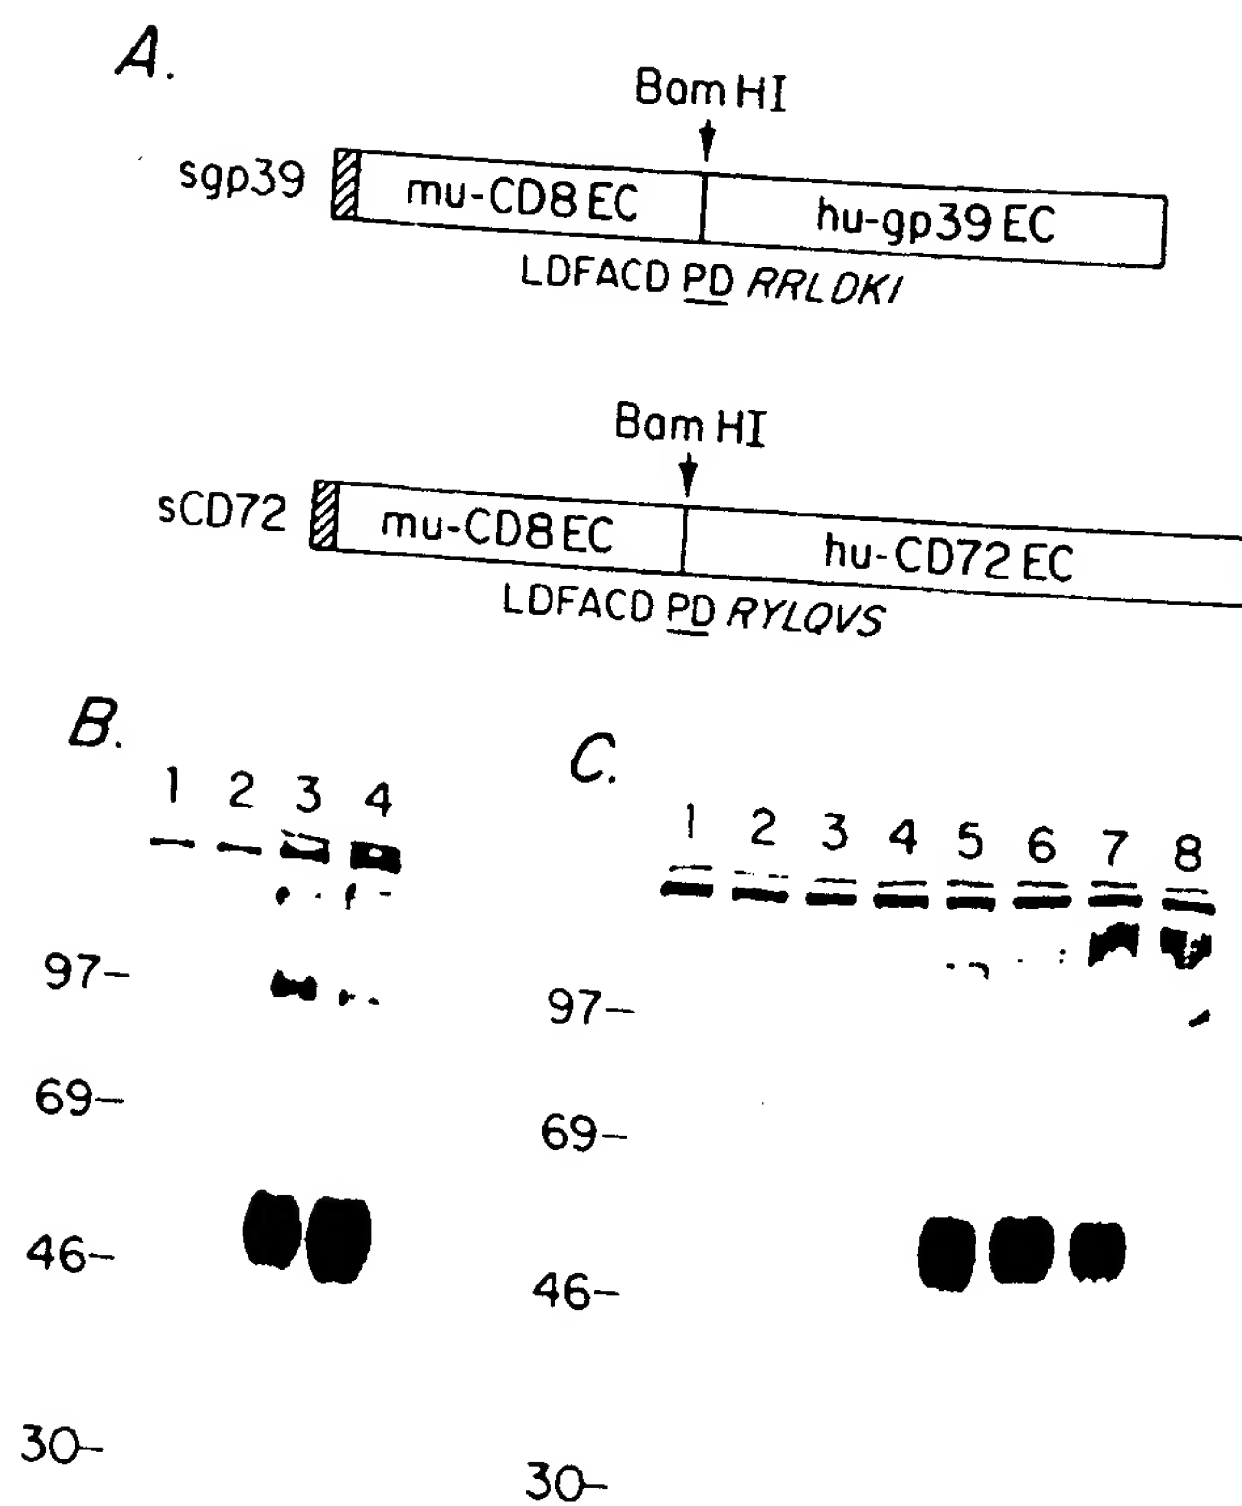 A.
Bam HI
sgp39
mu-CD8 EC
hu-gp39 EC
LDFACD PD RRLDKI
Bam HI
sCD72
mu-CD8 EC
hu-CD72 EC
LDFACD PD RYLQVS
B.
1 2 3 4
97-
69-
46-
30-
C.
1 2 3 4 5 6 7 8
97-
69-
46-
30-